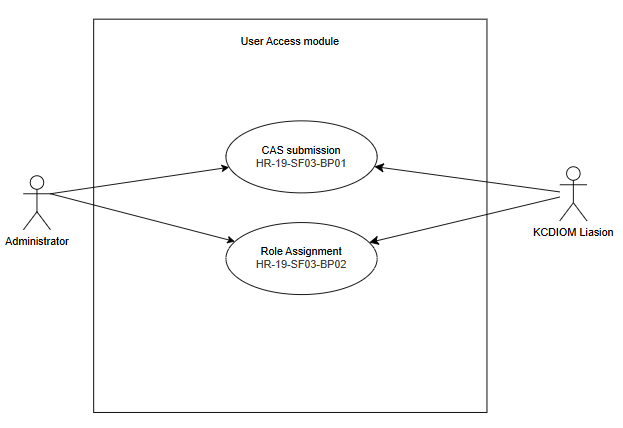 User Access module
CAS submission
HR-19-SF03-BP01
Administrator
KCDIOM Liasion
Role Assignment
HR-19-SF03-BP02